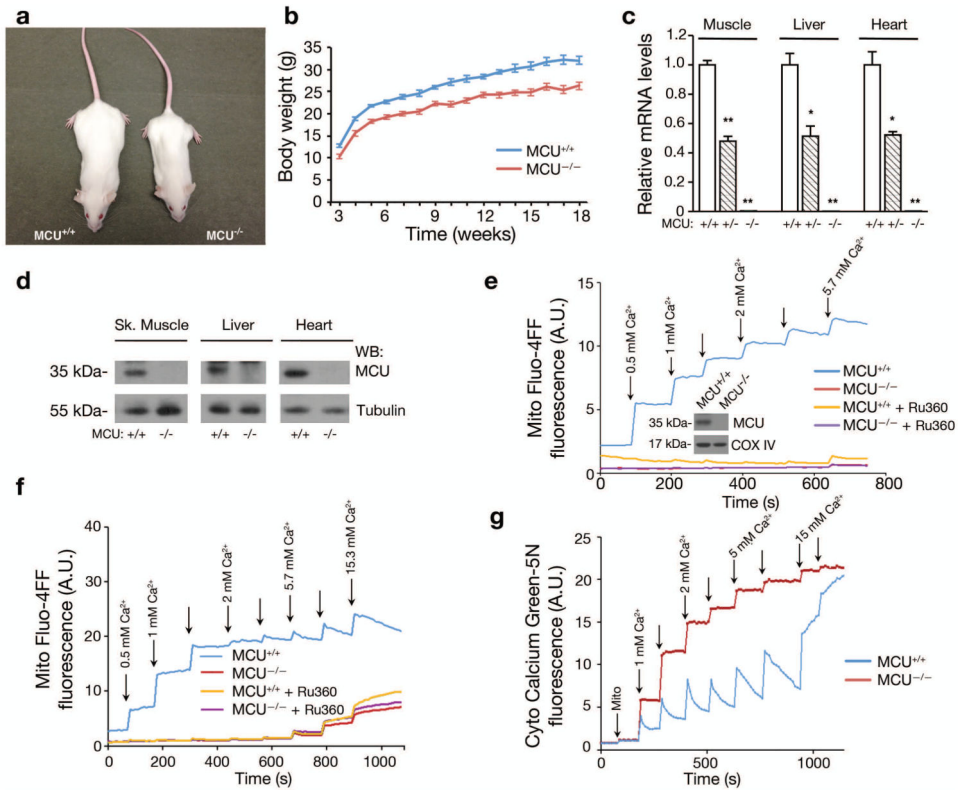 a
MCU+/+
MCU-/-
b
Body weight (g)
35
30
25
20
15
10
5
0
3
6
9
12
15
18
Time (weeks)
MCU+/+
MCU−/−
c
Muscle
Liver
Heart
Relative mRNA levels
1.2
1.0
0.8
0.6
0.4
0.2
0
**
**
*
**
*
**
MCU: +/+ +/- -/- +/+ +/- -/- +/+ +/- -/-
d
Sk. Muscle
Liver
Heart
WB:
35 kDa-
MCU
55 kDa-
Tubulin
MCU: +/+ -/- +/+ -/- +/+ -/-
e
Mito Fluo-4FF
fluorescence (A.U.)
15
10
5
0
0.5 mM Ca²⁺
1 mM Ca²⁺
2 mM Ca²⁺
5.7 mM Ca²⁺
MCU+/+
MCU-/-
35 kDa-
MCU
17 kDa-
COX IV
0
200
400
600
800
Time (s)
MCU+/+
MCU−/−
MCU+/+ + Ru360
MCU−/− + Ru360
f
Mito Fluo-4FF
fluorescence (A.U.)
40
30
20
10
0
0.5 mM Ca²⁺
1 mM Ca²⁺
2 mM Ca²⁺
5.7 mM Ca²⁺
15.3 mM Ca²⁺
MCU+/+
MCU−/−
MCU+/+ + Ru360
MCU−/− + Ru360
0
200
400
600
800
1000
Time (s)
g
Cyto Calcium Green-5N
fluorescence (A.U.)
25
20
15
10
5
0
Mito
1 mM Ca²⁺
2 mM Ca²⁺
5 mM Ca²⁺
15 mM Ca²⁺
MCU+/+
MCU−/−
0
500
1000
Time (s)